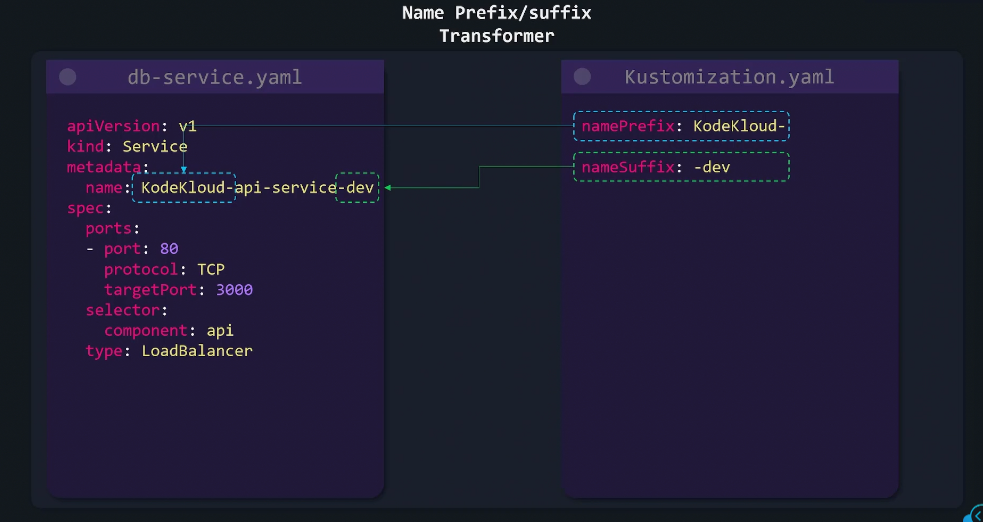 Name Prefix/suffix
Transformer
db-service.yaml
apiVersion: v1
kind: Service
metadata:
  name: KodeKloud-api-service-dev
spec:
  ports:
  - port: 80
    protocol: TCP
    targetPort: 3000
  selector:
    component: api
  type: LoadBalancer
Kustomization.yaml
namePrefix: KodeKloud-
nameSuffix: -dev